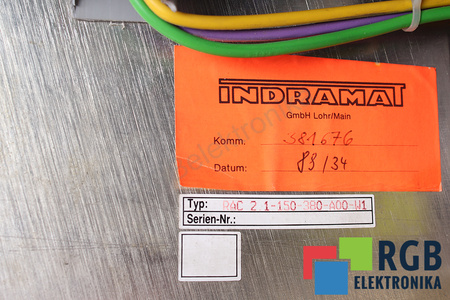 INDRAMAT
GmbH Lohr/Main
Komm. 581676
Datum: 89/34
Typ: RAC 2 1-150-380-A00-W1
Serien-Nr.:
RGB
ELEKTRONIKA